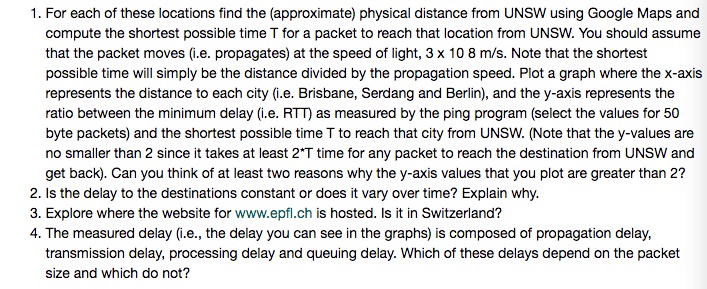 1. For each of these locations find the (approximate) physical distance from UNSW using Google Maps and
compute the shortest possible time T for a packet to reach that location from UNSW. You should assume
that the packet moves (i.e. propagates) at the speed of light, 3 x 10 8 m/s. Note that the shortest
possible time will simply be the distance divided by the propagation speed. Plot a graph where the x-axis
represents the distance to each city (i.e. Brisbane, Serdang and Berlin), and the y-axis represents the
ratio between the minimum delay (i.e. RTT) as measured by the ping program (select the values for 50
byte packets) and the shortest possible time T to reach that city from UNSW. (Note that the y-values are
no smaller than 2 since it takes at least 2*T time for any packet to reach the destination from UNSW and
get back). Can you think of at least two reasons why the y-axis values that you plot are greater than 2?
2. Is the delay to the destinations constant or does it vary over time? Explain why.
3. Explore where the website for www.epfl.ch is hosted. Is it in Switzerland?
4. The measured delay (i.e., the delay you can see in the graphs) is composed of propagation delay,
transmission delay, processing delay and queuing delay. Which of these delays depend on the packet
size and which do not?